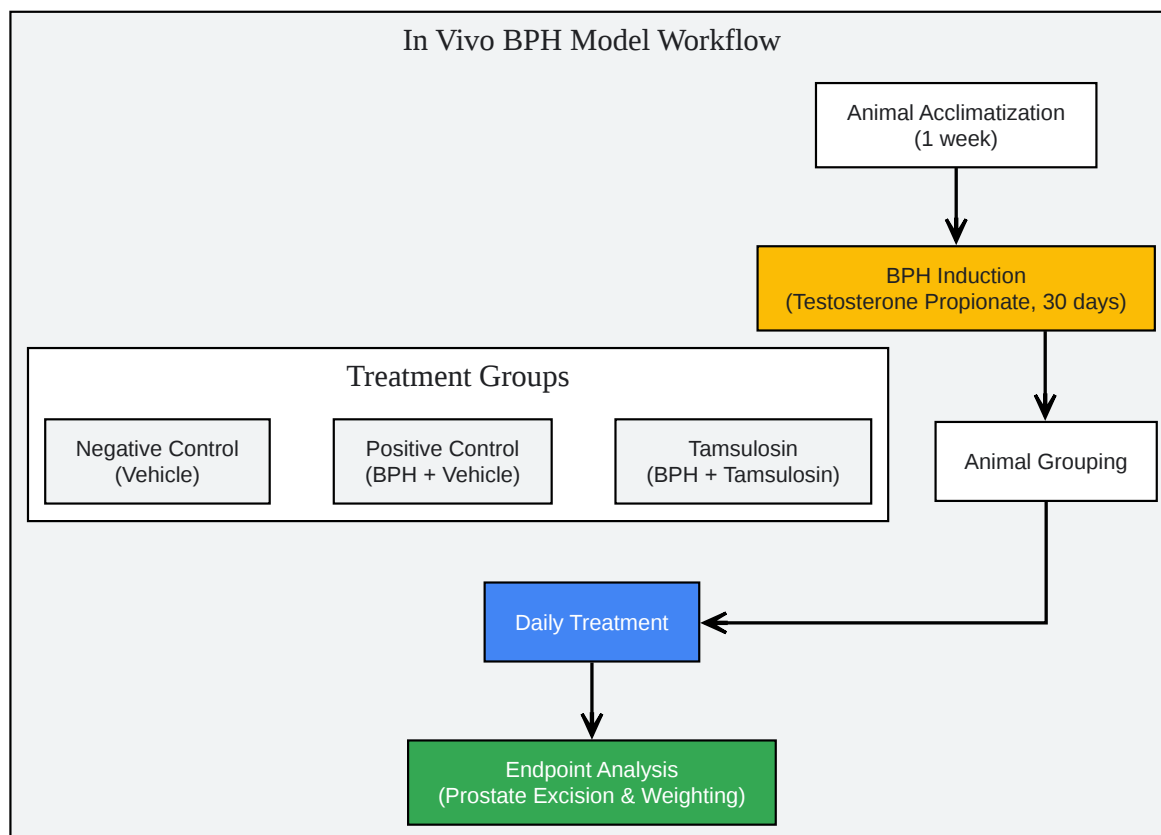 In Vivo BPH Model Workflow
Animal Acclimatization
(1 week)
BPH Induction
(Testosterone Propionate, 30 days)
Treatment Groups
Negative Control
(Vehicle)
Positive Control
(BPH + Vehicle)
Tamsulosin
(BPH + Tamsulosin)
Animal Grouping
Daily Treatment
Endpoint Analysis
(Prostate Excision & Weighting)